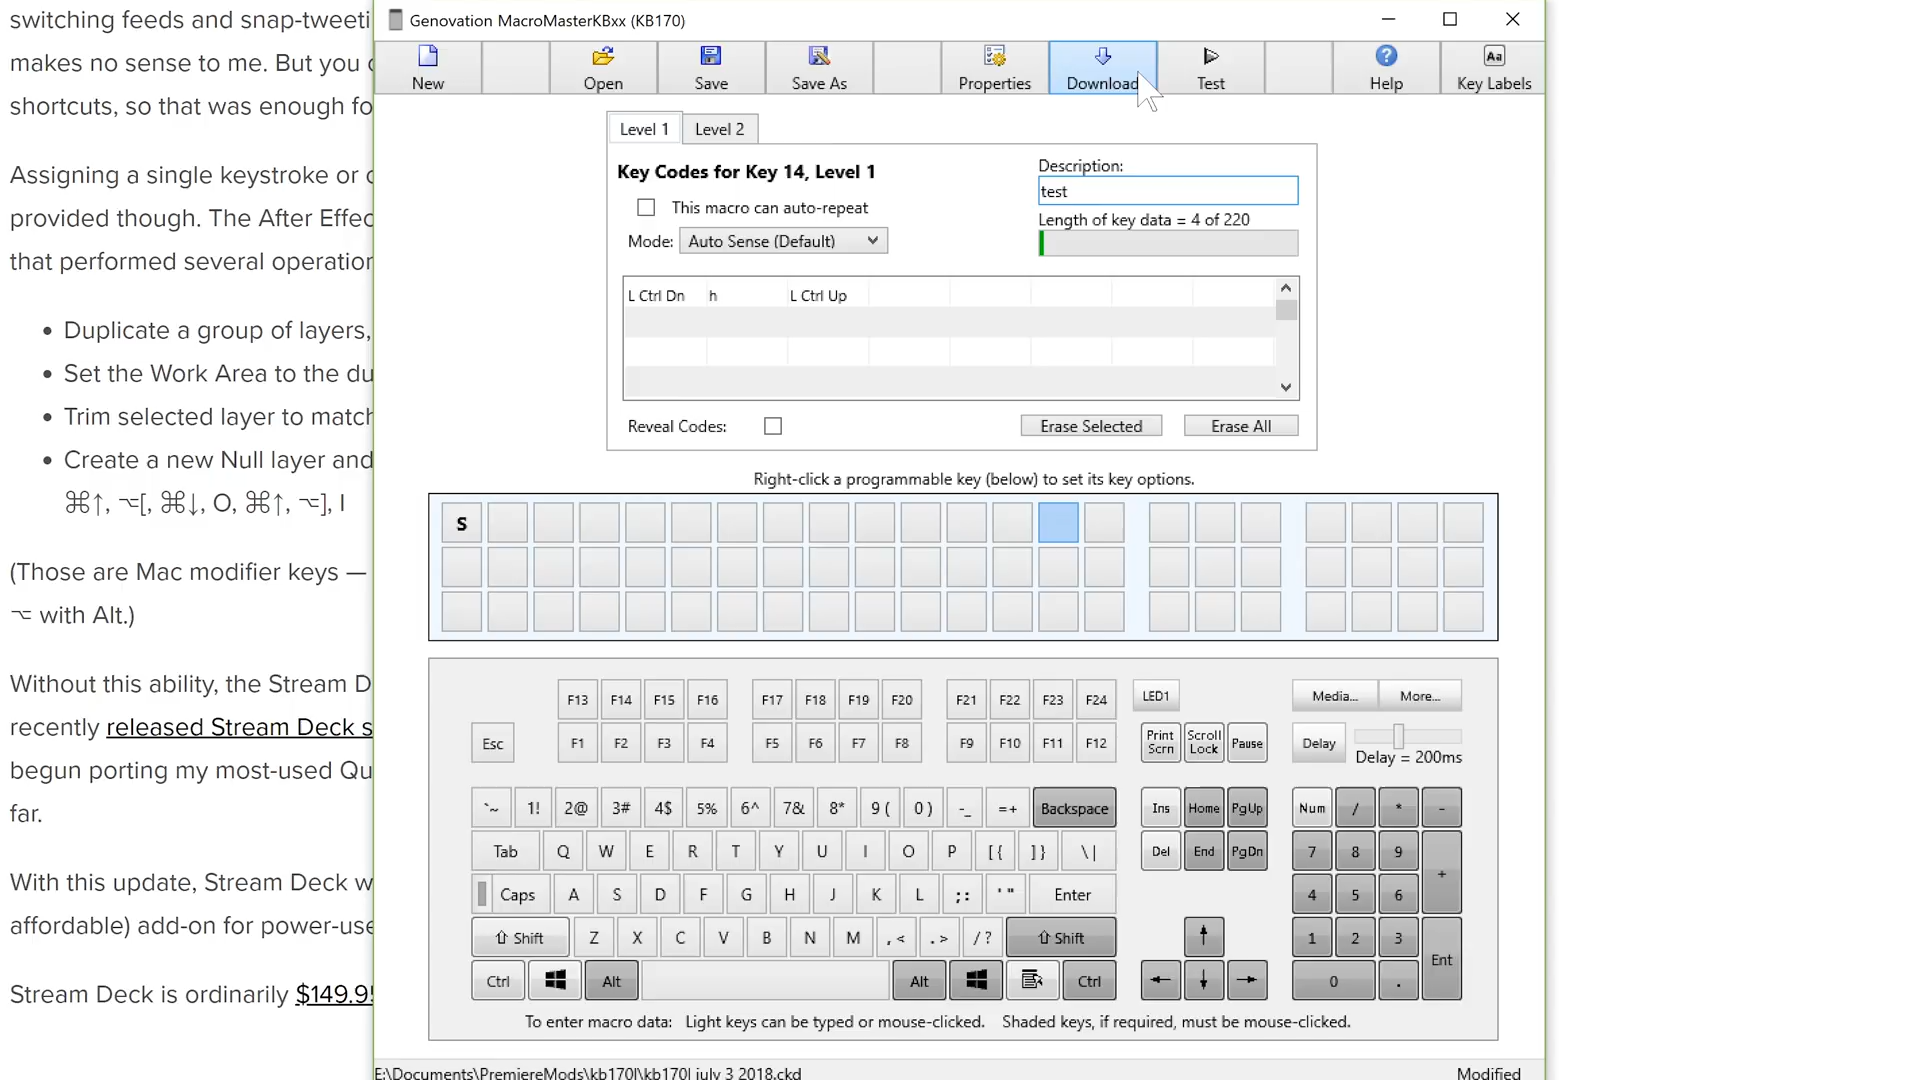 switching feeds and snap-tweeti
makes no sense to me. But you
shortcuts, so that was enough fo
Assigning a single keystroke or
provided though. The After Effec
that performed several operation
• Duplicate a group of layers,
• Set the Work Area to the du
• Trim selected layer to match
• Create a new Null layer and
⌘↑, ⌥[, ⌘↓, O, ⌘↑, ⌥], I
(Those are Mac modifier keys —
⌥ with Alt.)
Without this ability, the Stream D
recently released Stream Deck s
begun porting my most-used Qu
far.
With this update, Stream Deck w
affordable) add-on for power-use
Stream Deck is ordinarily $149.9
Genovation MacroMasterKBxx (KB170)
New Open Save Save As Properties Download Test Help Key Labels
Level 1 Level 2
Key Codes for Key 14, Level 1
Description:
test
This macro can auto-repeat
Length of key data = 4 of 220
Mode: Auto Sense (Default)
L Ctrl Dn h L Ctrl Up
Reveal Codes: Erase Selected Erase All
Right-click a programmable key (below) to set its key options.
S
F13 F14 F15 F16 F17 F18 F19 F20 F21 F22 F23 F24 LED1 Media... More...
Esc F1 F2 F3 F4 F5 F6 F7 F8 F9 F10 F11 F12 Print Scrn Scroll Lock Pause Delay
Delay = 200ms
`~ 1! 2@ 3# 4$ 5% 6^ 7& 8* 9( 0) -_ =+ Backspace Ins Home PgUp Num / * -
Tab Q W E R T Y U I O P [{ ]} \| Del End PgDn 7 8 9 +
Caps A S D F G H J K L ;: '" Enter 4 5 6
⇧ Shift Z X C V B N M ,< .> /? ⇧ Shift ↑ 1 2 3 Ent
Ctrl Alt Alt Ctrl ← ↓ → 0 .
To enter macro data: Light keys can be typed or mouse-clicked. Shaded keys, if required, must be mouse-clicked.
E:\Documents\PremiereMods\kb170l\kb170l july 3 2018.ckd Modified